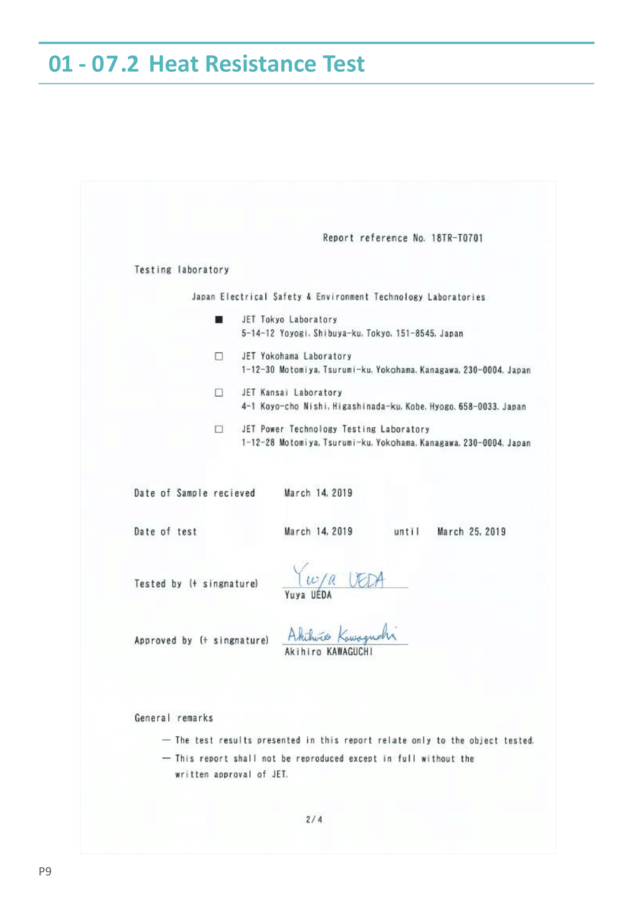 01 - 07.2 Heat Resistance Test
Report reference No. 18TR-T0701
Testing laboratory
Japan Electrical Safety & Environment Technology Laboratories
■ JET Tokyo Laboratory
5-14-12 Yoyogi, Shibuya-ku, Tokyo, 151-8545, Japan
□ JET Yokohama Laboratory
1-12-30 Motomiya, Tsurumi-ku, Yokohama, Kanagawa, 230-0004, Japan
□ JET Kansai Laboratory
4-1 Koyo-cho Nishi, Higashinada-ku, Kobe, Hyogo, 658-0033, Japan
□ JET Power Technology Testing Laboratory
1-12-28 Motomiya, Tsurumi-ku, Yokohama, Kanagawa, 230-0004, Japan
Date of Sample recieved March 14, 2019
Date of test March 14, 2019 until March 25, 2019
Yuya UEDA
Tested by (+ singnature)
Yuya UEDA
Akihiro Kawaguchi
Approved by (+ singnature)
Akihiro KAWAGUCHI
General remarks
— The test results presented in this report relate only to the object tested.
— This report shall not be reproduced except in full without the
written approval of JET.
2/4
P9